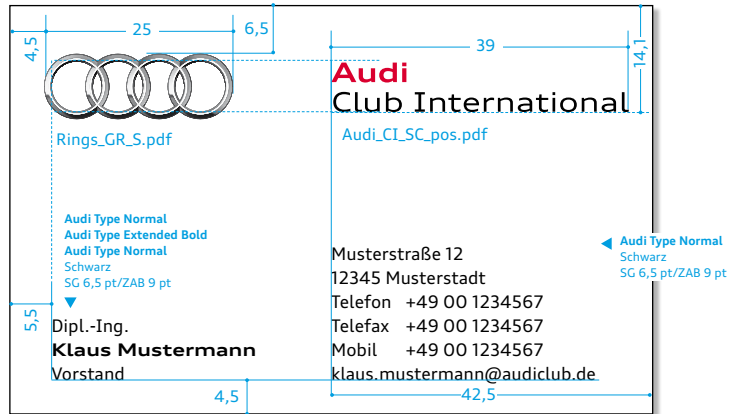 25
6,5
4,5
39
14,1
Audi
Club International
Rings_GR_S.pdf
Audi_CI_SC_pos.pdf
Audi Type Normal
Audi Type Extended Bold
Audi Type Normal
Schwarz
SG 6,5 pt/ZAB 9 pt
Audi Type Normal
Schwarz
SG 6,5 pt/ZAB 9 pt
5,5
Dipl.-Ing.
Klaus Mustermann
Vorstand
Musterstraße 12
12345 Musterstadt
Telefon +49 00 1234567
Telefax +49 00 1234567
Mobil +49 00 1234567
klaus.mustermann@audiclub.de
4,5
42,5